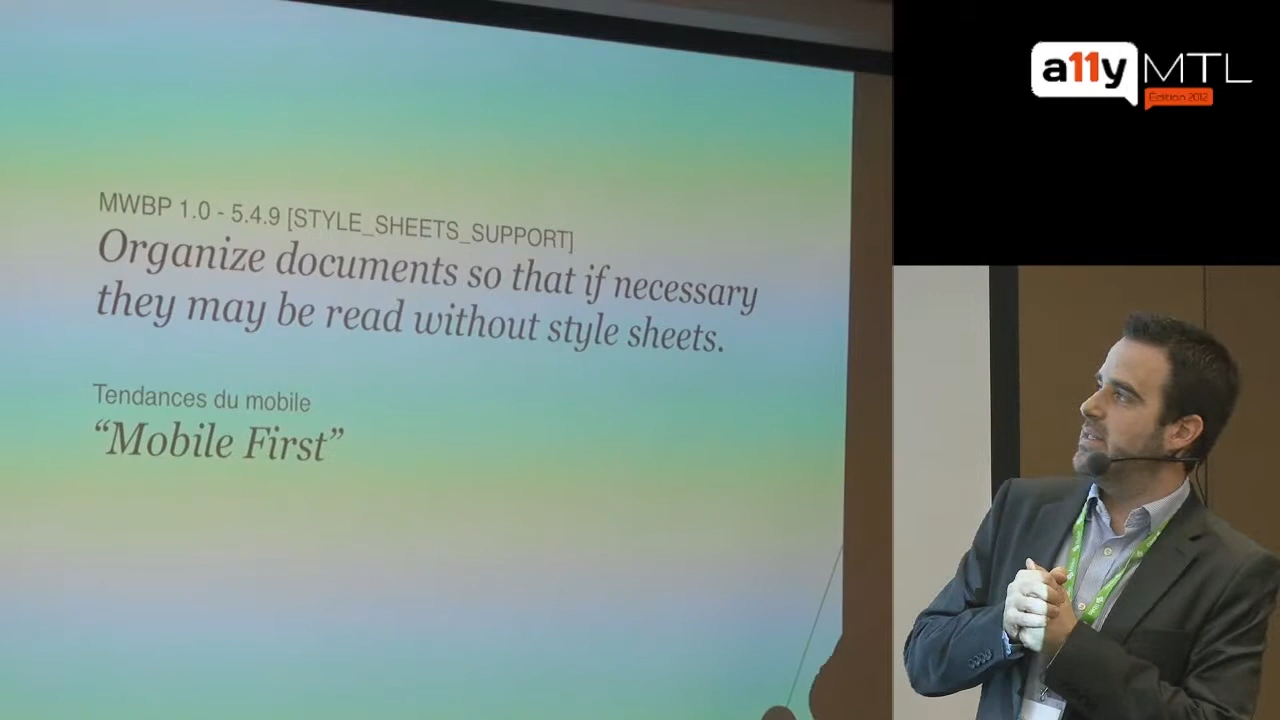 MWBP 1.0 - 5.4.9 [STYLE_SHEETS_SUPPORT]
Organize documents so that if necessary
they may be read without style sheets.
Tendances du mobile
“Mobile First”
a11y MTL
Édition 2012